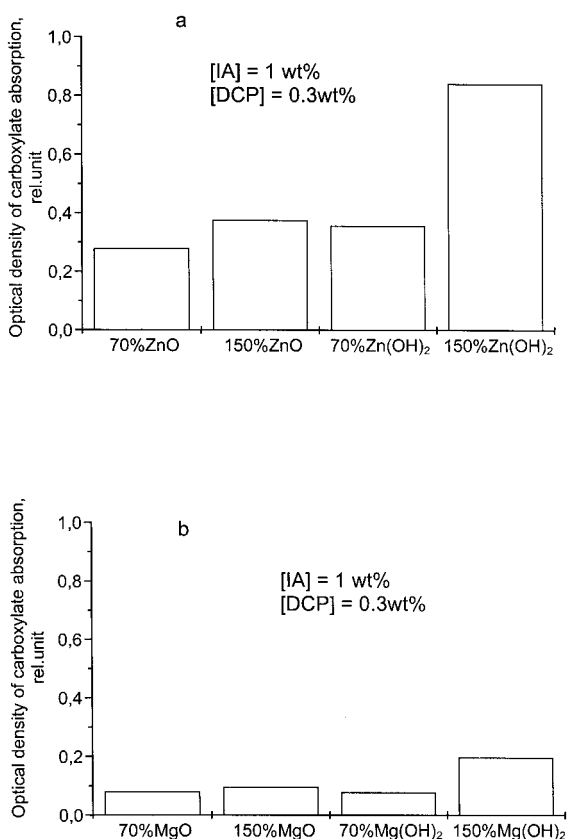 a
Optical density of carboxylate absorption,
rel.unit
1,0
0,8
0,6
0,4
0,2
0,0
[IA] = 1 wt%
[DCP] = 0.3wt%
70%ZnO 150%ZnO 70%Zn(OH)₂ 150%Zn(OH)₂
b
Optical density of carboxylate absorption,
rel.unit
1,0
0,8
0,6
0,4
0,2
0,0
[IA] = 1 wt%
[DCP] = 0.3wt%
70%MgO 150%MgO 70%Mg(OH)₂ 150%Mg(OH)₂